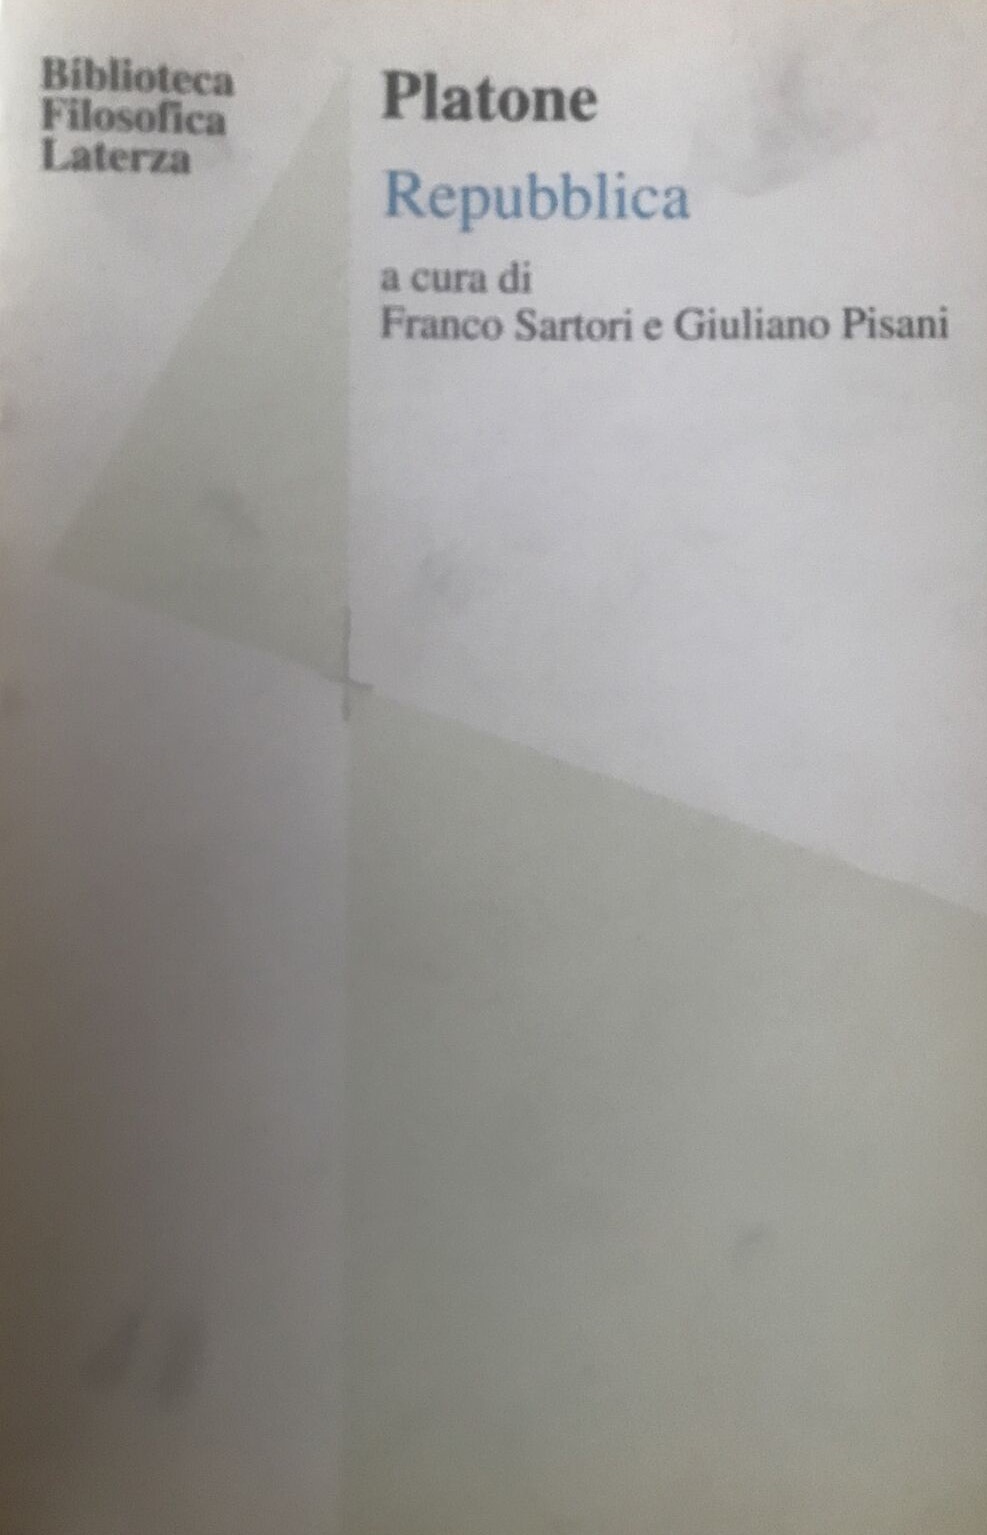 Biblioteca
Filosofica
Laterza
Platone
Repubblica
a cura di
Franco Sartori e Giuliano Pisani